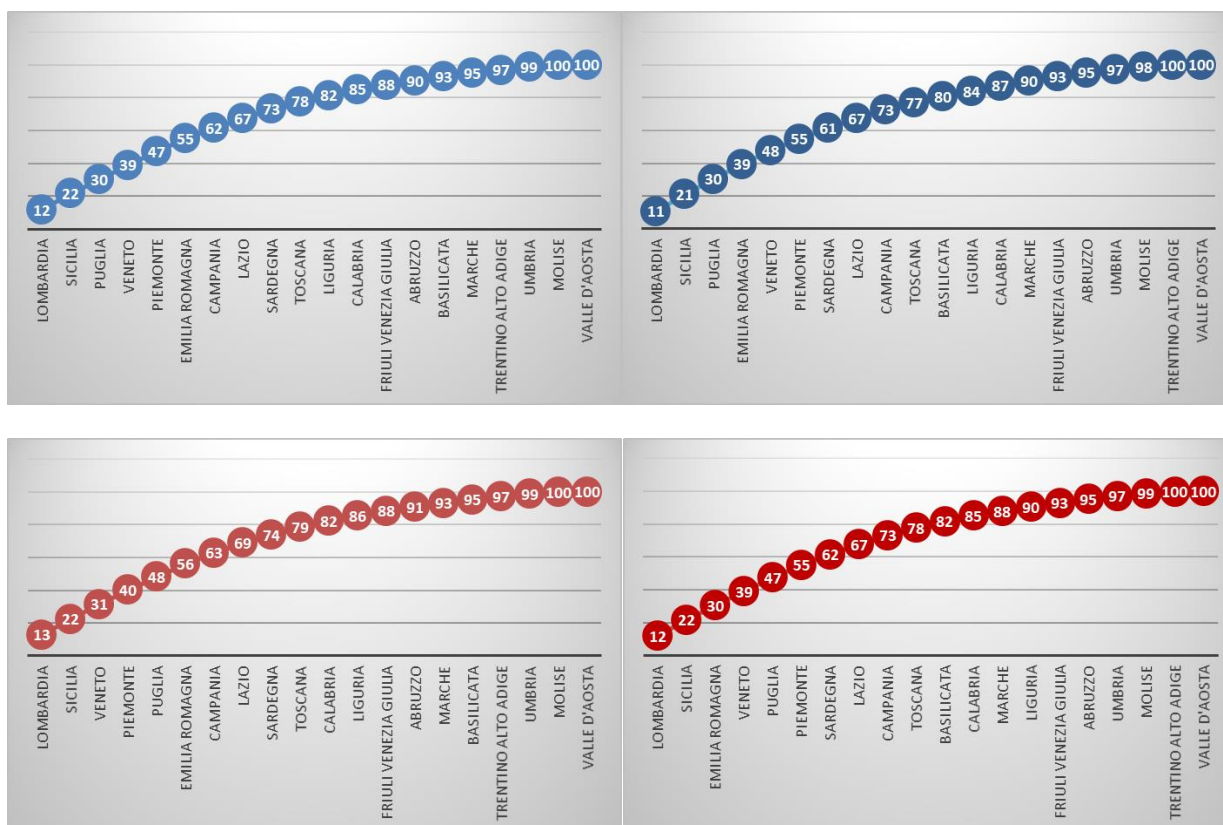 12 22 30 39 47 55 62 67 73 78 82 85 88 90 93 95 97 99 100 100
LOMBARDIA
SICILIA
PUGLIA
VENETO
PIEMONTE
EMILIA ROMAGNA
CAMPANIA
LAZIO
SARDEGNA
TOSCANA
LIGURIA
CALABRIA
FRIULI VENEZIA GIULIA
ABRUZZO
BASILICATA
MARCHE
TRENTINO ALTO ADIGE
UMBRIA
MOLISE
VALLE D'AOSTA
11 21 30 39 48 55 61 67 73 77 80 84 87 90 93 95 97 98 100 100
LOMBARDIA
SICILIA
PUGLIA
EMILIA ROMAGNA
VENETO
PIEMONTE
SARDEGNA
LAZIO
CAMPANIA
TOSCANA
BASILICATA
LIGURIA
CALABRIA
MARCHE
FRIULI VENEZIA GIULIA
ABRUZZO
UMBRIA
MOLISE
TRENTINO ALTO ADIGE
VALLE D'AOSTA
13 22 31 40 48 56 63 69 74 79 82 86 88 91 93 95 97 99 100 100
LOMBARDIA
SICILIA
VENETO
PIEMONTE
PUGLIA
EMILIA ROMAGNA
CAMPANIA
LAZIO
SARDEGNA
TOSCANA
CALABRIA
LIGURIA
FRIULI VENEZIA GIULIA
ABRUZZO
MARCHE
BASILICATA
TRENTINO ALTO ADIGE
UMBRIA
MOLISE
VALLE D'AOSTA
12 22 30 39 47 55 62 67 73 78 82 85 88 90 93 95 97 99 100 100
LOMBARDIA
SICILIA
EMILIA ROMAGNA
VENETO
PUGLIA
PIEMONTE
SARDEGNA
LAZIO
CAMPANIA
TOSCANA
BASILICATA
CALABRIA
MARCHE
LIGURIA
FRIULI VENEZIA GIULIA
ABRUZZO
UMBRIA
MOLISE
TRENTINO ALTO ADIGE
VALLE D'AOSTA